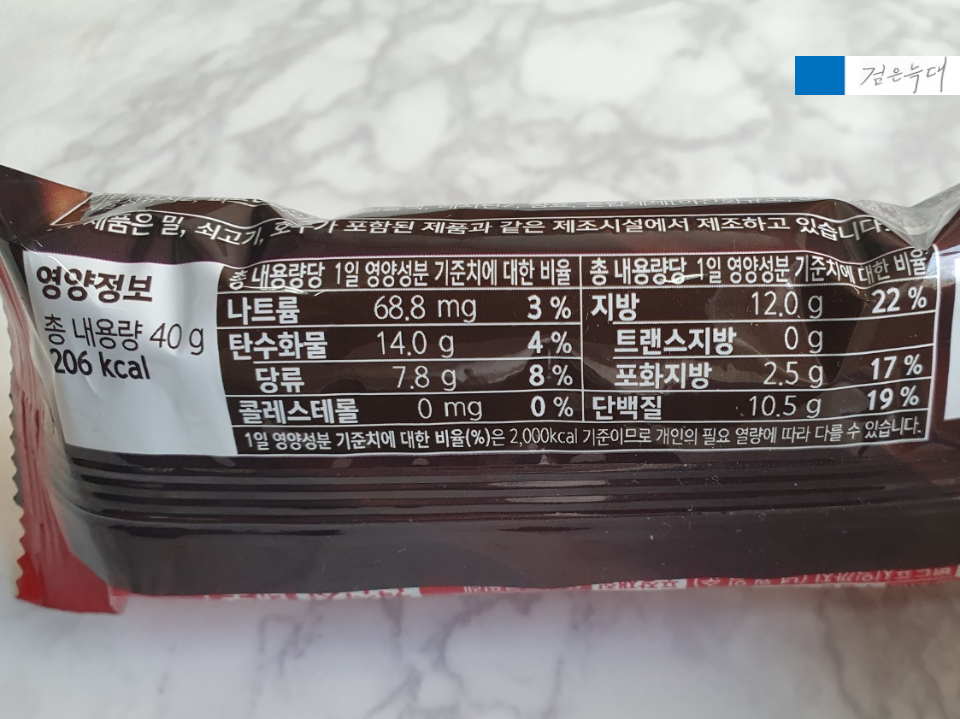 검은늑대
제품은 밀, 쇠고기, 호두가 포함된 제품과 같은 제조시설에서 제조하고 있습니다.
영양정보
총 내용량 40 g
206 kcal
총 내용량당 1일 영양성분 기준치에 대한 비율
나트륨 68.8 mg 3 %
탄수화물 14.0 g 4 %
당류 7.8 g 8 %
콜레스테롤 0 mg 0 %
총 내용량당 1일 영양성분 기준치에 대한 비율
지방 12.0 g 22 %
트랜스지방 0 g
포화지방 2.5 g 17 %
단백질 10.5 g 19 %
1일 영양성분 기준치에 대한 비율(%)은 2,000kcal 기준이므로 개인의 필요 열량에 따라 다를 수 있습니다.